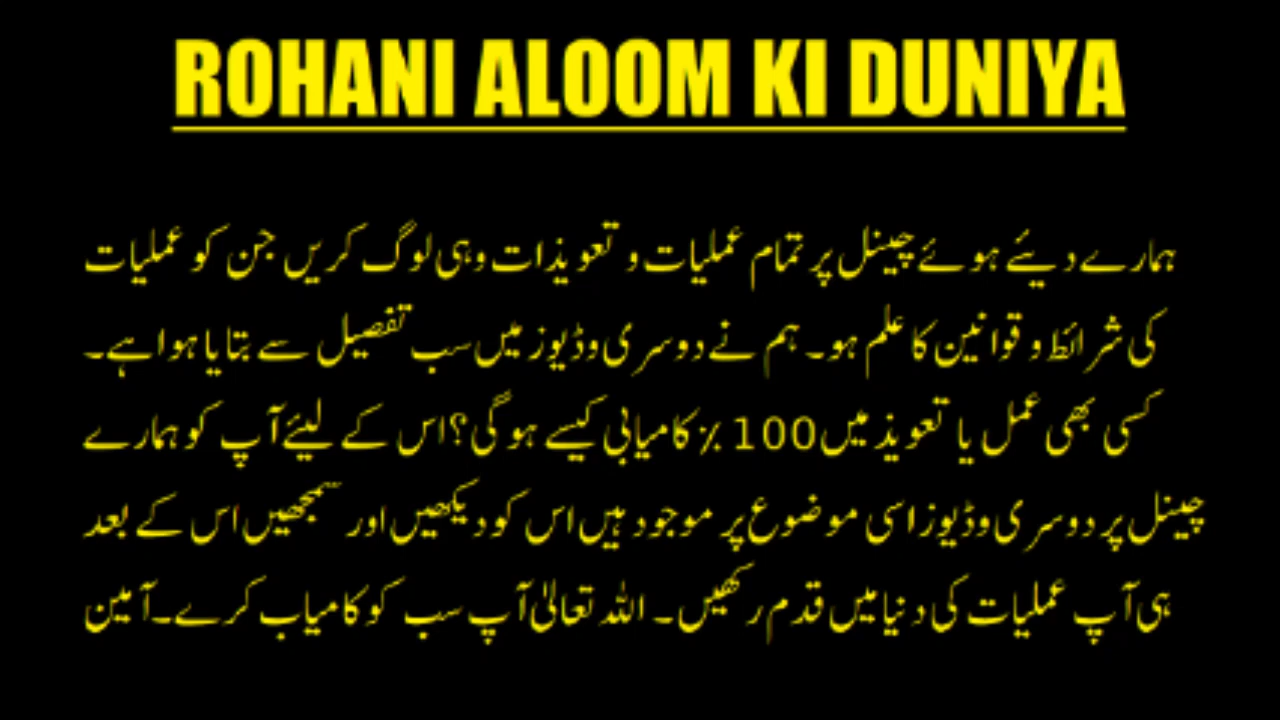 ROHANI ALOOM KI DUNIYA
ہمارے دیئے ہوئے چینل پر تمام عملیات و تعویذات وہی لوگ کریں جن کو عملیات
کی شرائط و قوانین کا علم ہو۔ ہم نے دوسری وڈیوز میں سب تفصیل سے بتایا ہوا ہے۔
کسی بھی عمل یا تعویذ میں 100 ٪ کامیابی کیسے ہو گی؟ اس کے لیئے آپ کو ہمارے
چینل پر دوسری وڈیوز اسی موضوع پر موجود ہیں اس کو دیکھیں اور سمجھیں اس کے بعد
ہی آپ عملیات کی دنیا میں قدم رکھیں۔ اللہ تعالیٰ آپ سب کو کامیاب کرے۔ آمین